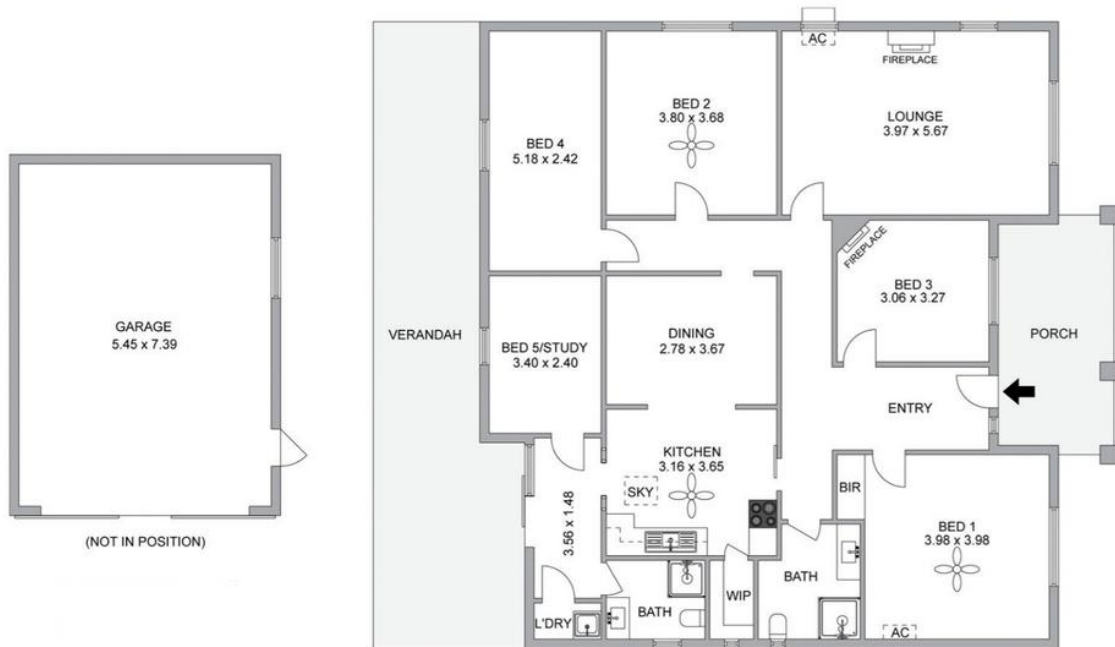 AC
FIREPLACE
BED 2
3.80 x 3.68
LOUNGE
3.97 x 5.67
BED 4
5.18 x 2.42
FIREPLACE
BED 3
3.06 x 3.27
GARAGE
5.45 x 7.39
VERANDAH
BED 5/STUDY
3.40 x 2.40
DINING
2.78 x 3.67
PORCH
ENTRY
KITCHEN
3.16 x 3.65
SKY
BIR
3.56 x 1.48
BED 1
3.98 x 3.98
(NOT IN POSITION)
BATH
WIP
BATH
L'DRY
AC